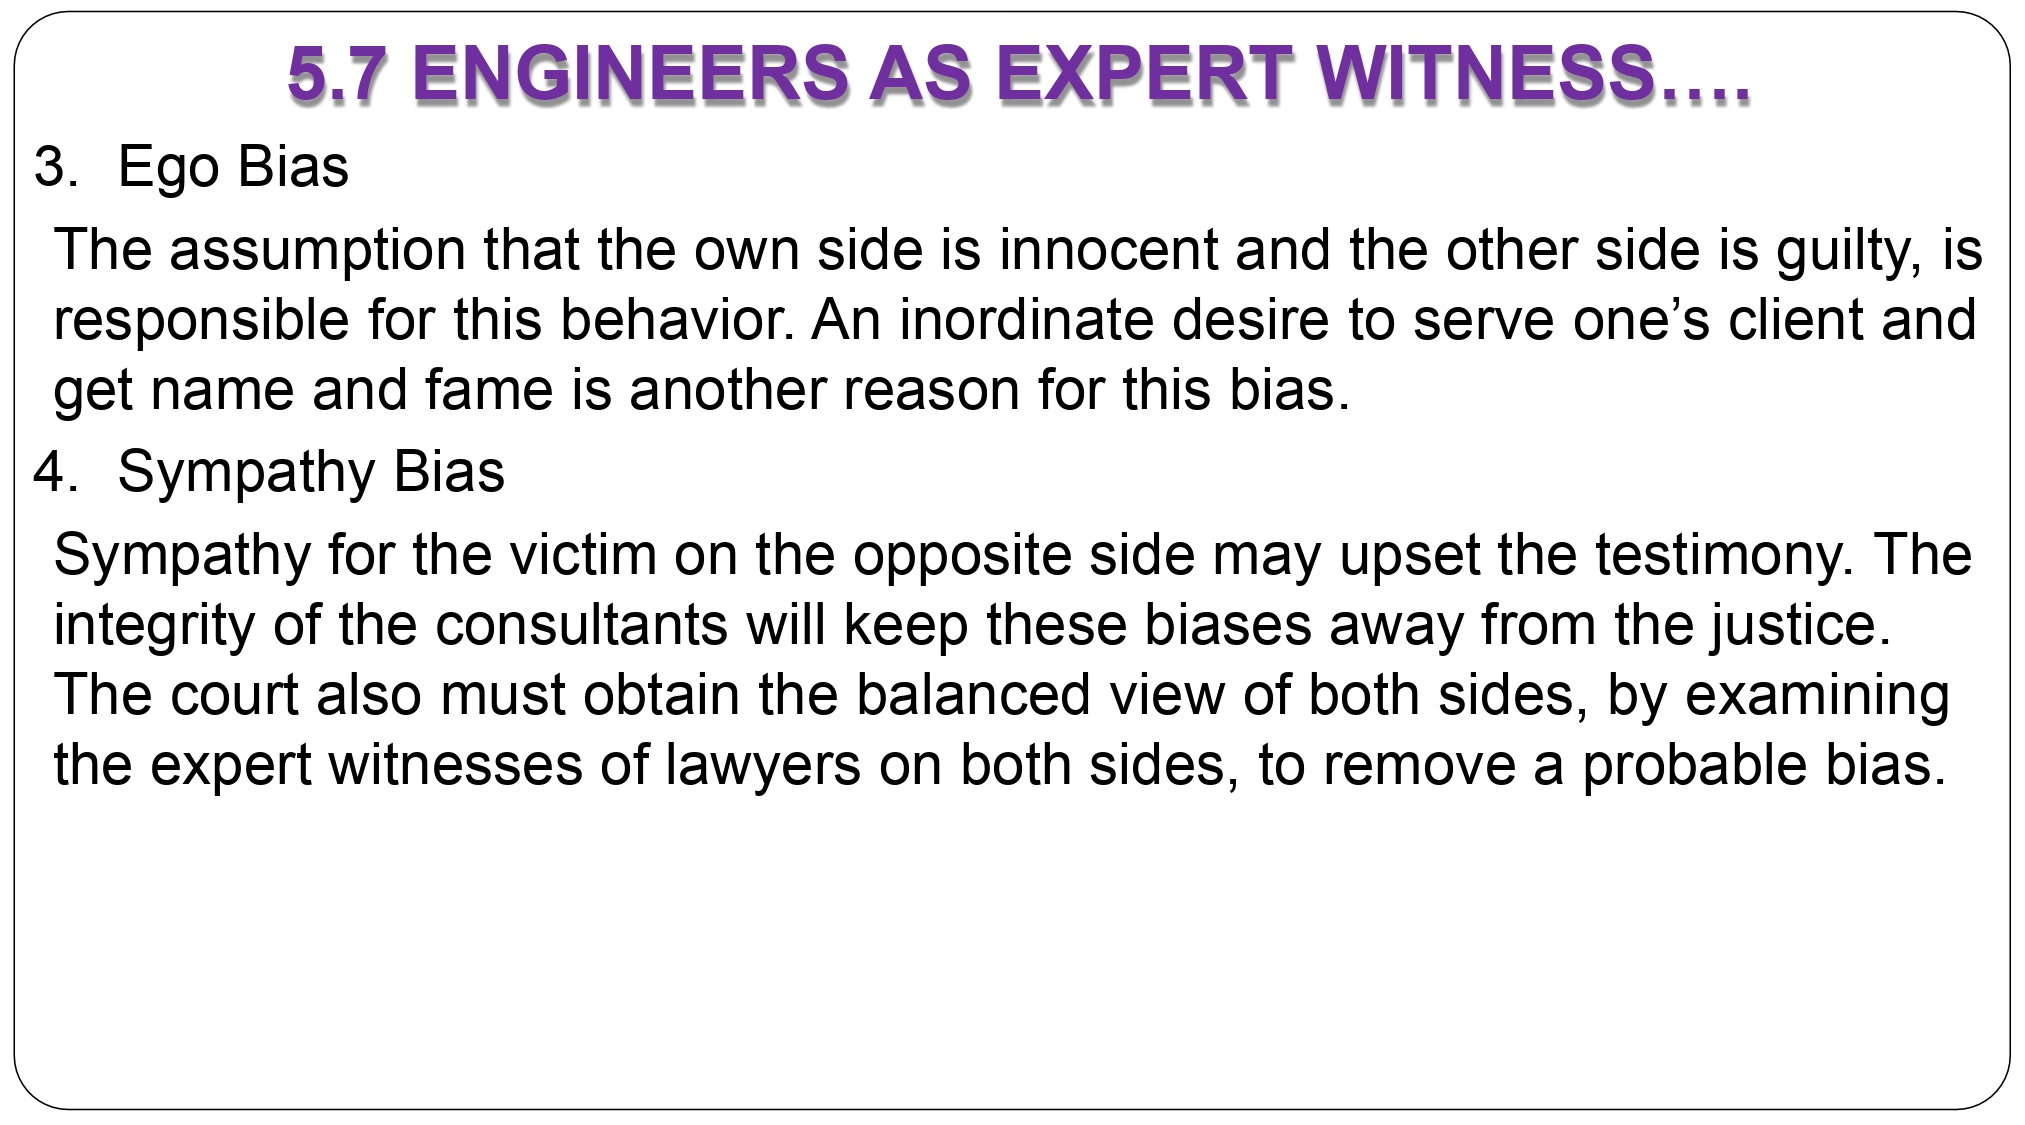 5.7 ENGINEERS AS EXPERT WITNESS….
3. Ego Bias
The assumption that the own side is innocent and the other side is guilty, is
responsible for this behavior. An inordinate desire to serve one’s client and
get name and fame is another reason for this bias.
4. Sympathy Bias
Sympathy for the victim on the opposite side may upset the testimony. The
integrity of the consultants will keep these biases away from the justice.
The court also must obtain the balanced view of both sides, by examining
the expert witnesses of lawyers on both sides, to remove a probable bias.